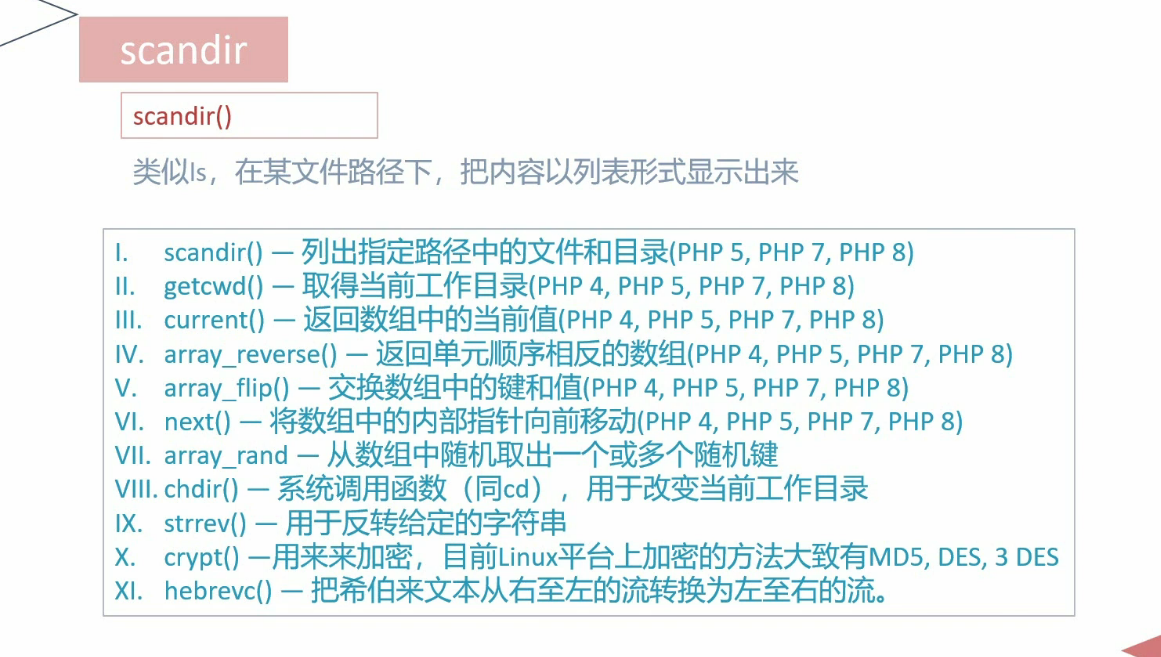 scandir
scandir()
类似ls，在某文件路径下，把内容以列表形式显示出来
I. scandir() — 列出指定路径中的文件和目录(PHP 5, PHP 7, PHP 8)
II. getcwd() — 取得当前工作目录(PHP 4, PHP 5, PHP 7, PHP 8)
III. current() — 返回数组中的当前值(PHP 4, PHP 5, PHP 7, PHP 8)
IV. array_reverse() — 返回单元顺序相反的数组(PHP 4, PHP 5, PHP 7, PHP 8)
V. array_flip() — 交换数组中的键和值(PHP 4, PHP 5, PHP 7, PHP 8)
VI. next() — 将数组中的内部指针向前移动(PHP 4, PHP 5, PHP 7, PHP 8)
VII. array_rand — 从数组中随机取出一个或多个随机键
VIII. chdir() — 系统调用函数（同cd），用于改变当前工作目录
IX. strrev() — 用于反转给定的字符串
X. crypt() —用来来加密，目前Linux平台上加密的方法大致有MD5, DES, 3 DES
XI. hebrevc() — 把希伯来文本从右至左的流转换为左至右的流。